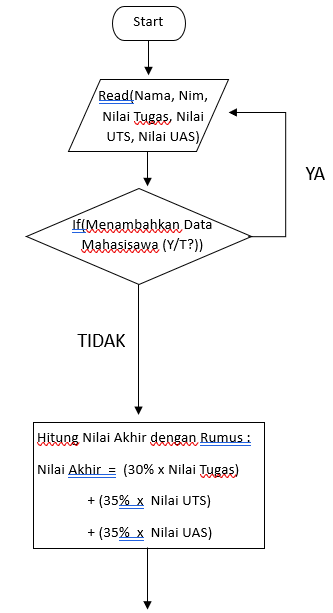 Start
Read(Nama, Nim,
Nilai Tugas, Nilai
UTS, Nilai UAS)
YA
If(Menambahkan Data
Mahasisawa (Y/T?))
TIDAK
Hitung Nilai Akhir dengan Rumus :
Nilai Akhir = (30% x Nilai Tugas)
+ (35% x Nilai UTS)
+ (35% x Nilai UAS)